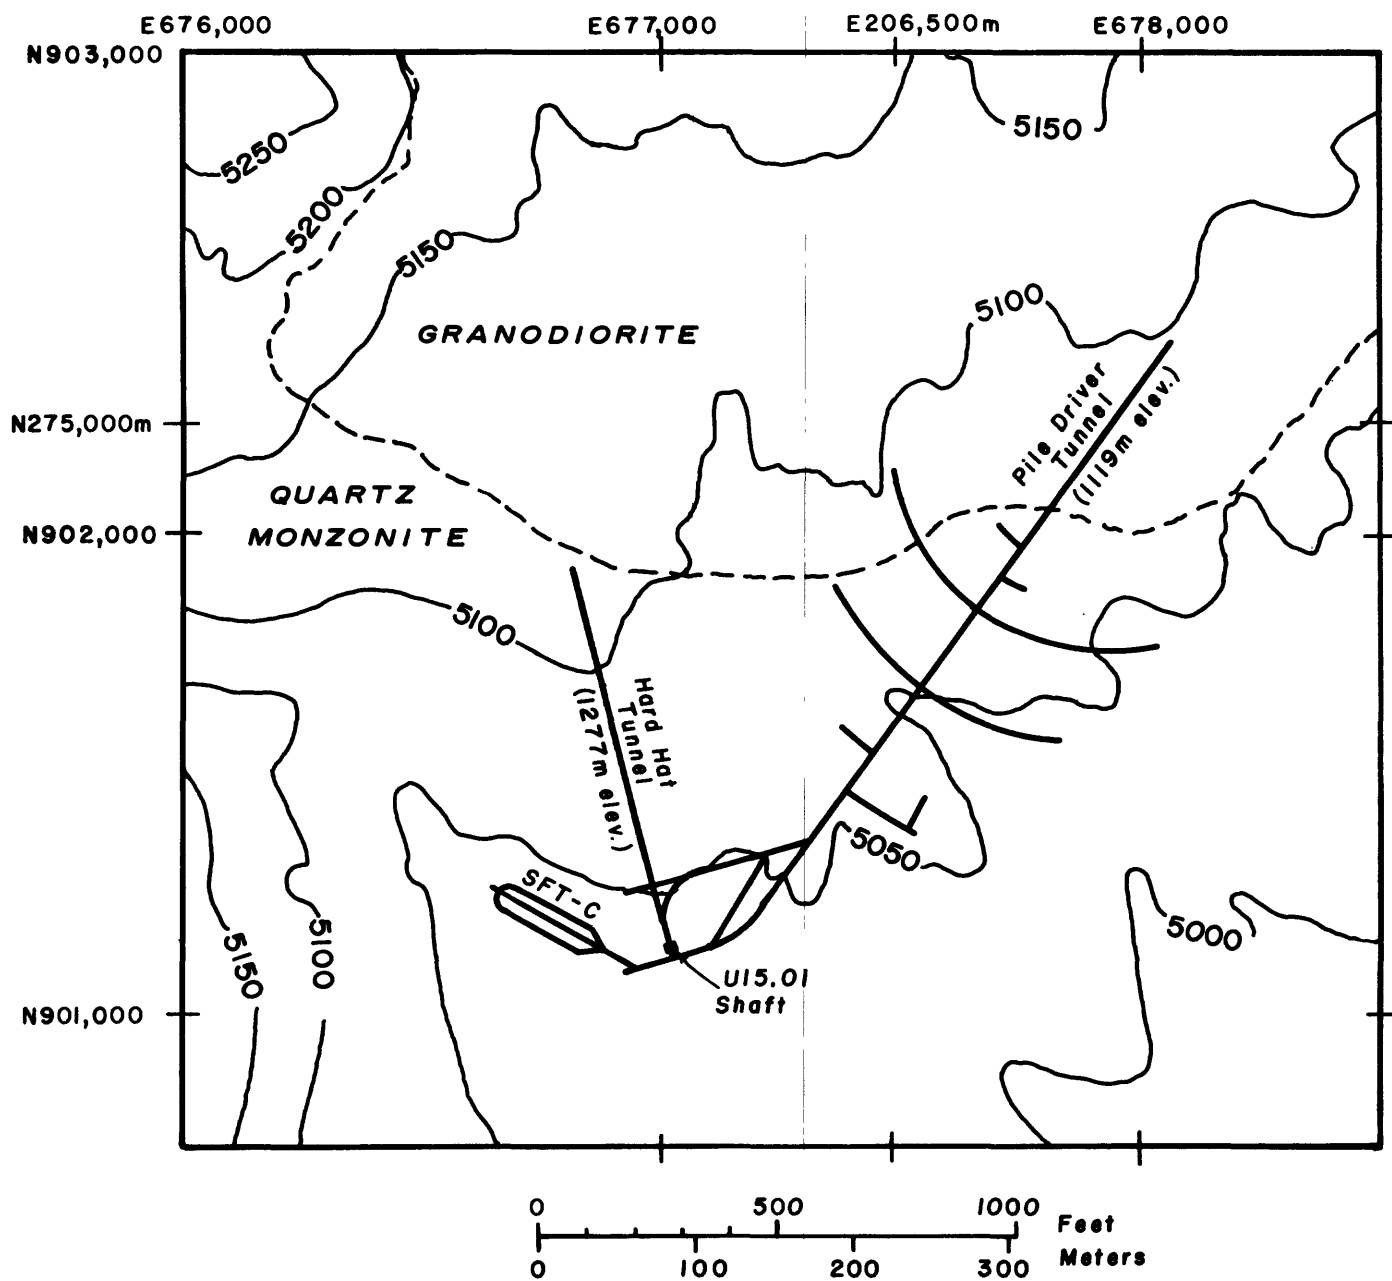 E676,000 E677,000 E206,500m E678,000
N903,000
5150
5250
5200
5150
5100
GRANODIORITE
Pile Driver
Tunnel
(1119m elev.)
N275,000m
QUARTZ
MONZONITE
N902,000
5100
Hard Hat
Tunnel
(1277m elev.)
5050
SFT-C
5000
5150
5100
U15.01
Shaft
N901,000
0 500 1000
Feet
Meters
0 100 200 300